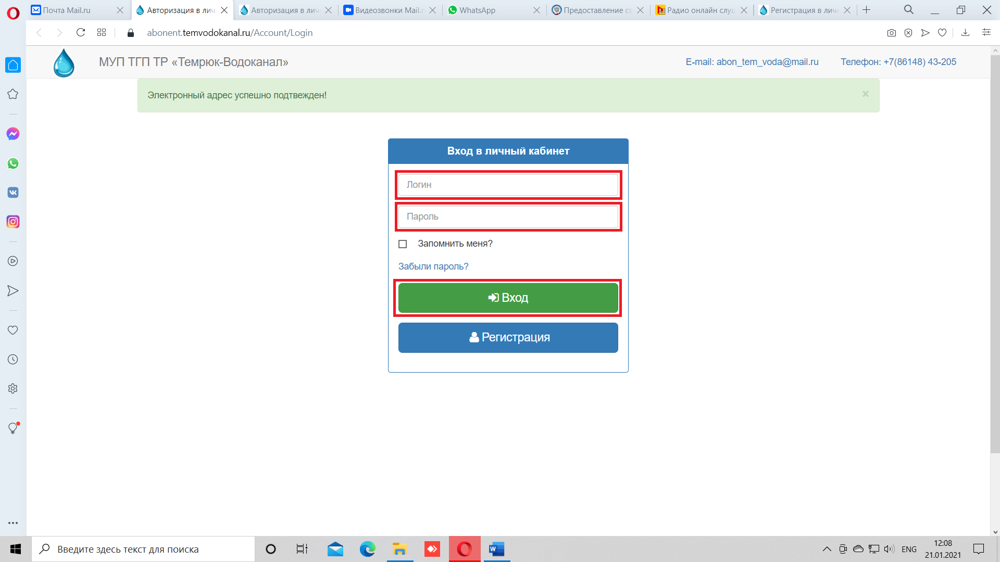 Почта Mail.ru
Авторизация в лич
Авторизация в лич
Видеозвонки Mail.r
WhatsApp
Предоставление св
Радио онлайн слуш
Регистрация в личн
abonent.temvodokanal.ru/Account/Login
МУП ТГП ТР «Темрюк-Водоканал»
E-mail: abon_tem_voda@mail.ru
Телефон: +7(86148) 43-205
Электронный адрес успешно подтвежден!
×
Вход в личный кабинет
Логин
Пароль
Запомнить меня?
Забыли пароль?
Вход
Регистрация
Введите здесь текст для поиска
ENG
12:08
21.01.2021